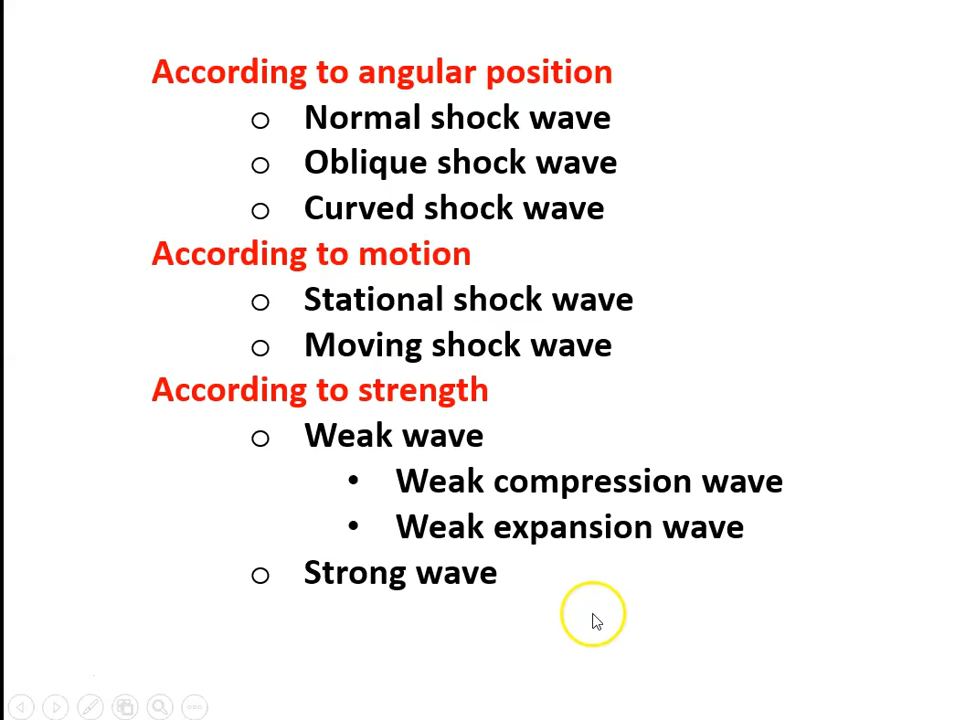 According to angular position
o Normal shock wave
o Oblique shock wave
o Curved shock wave
According to motion
o Stational shock wave
o Moving shock wave
According to strength
o Weak wave
• Weak compression wave
• Weak expansion wave
o Strong wave